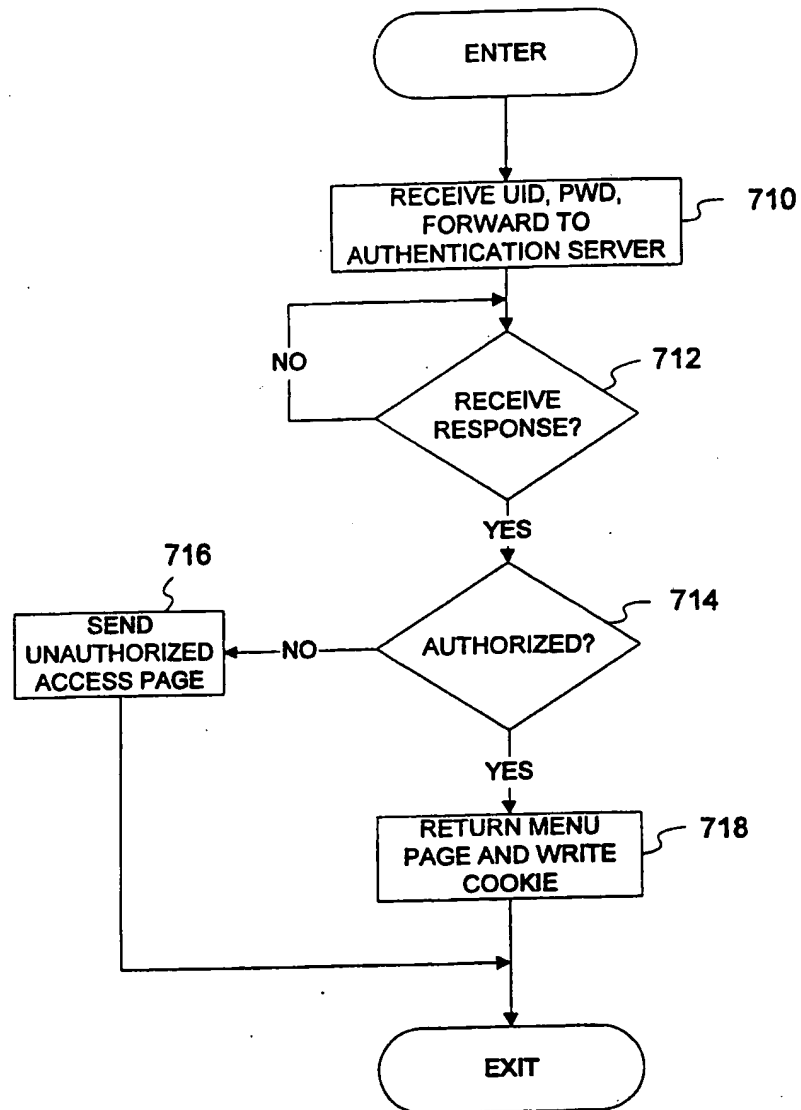 ENTER
RECEIVE UID, PWD,
FORWARD TO
AUTHENTICATION SERVER
710
NO
RECEIVE
RESPONSE?
712
YES
716
SEND
UNAUTHORIZED
ACCESS PAGE
NO
AUTHORIZED?
714
YES
RETURN MENU
PAGE AND WRITE
COOKIE
718
EXIT